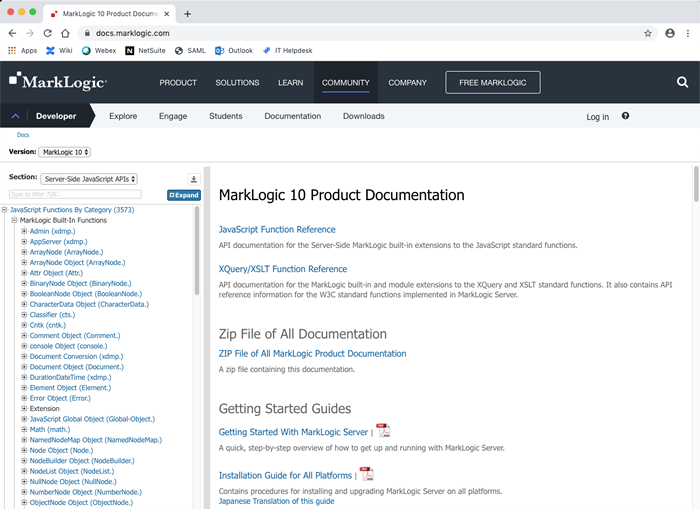 MarkLogic 10 Product Docume
docs.marklogic.com
Apps Wiki Webex NetSuite SAML Outlook IT Helpdesk
MarkLogic PRODUCT SOLUTIONS LEARN COMMUNITY COMPANY FREE MARKLOGIC
Developer Explore Engage Students Documentation Downloads Log in
Docs
Version: MarkLogic 10
Section: Server-Side JavaScript APIs
Type to filter TOC...
Expand
JavaScript Functions By Category (3573)
MarkLogic Built-In Functions
Admin (xdmp.)
AppServer (xdmp.)
ArrayNode (ArrayNode.)
ArrayNode Object (ArrayNode.)
Attr Object (Attr.)
BinaryNode Object (BinaryNode.)
BooleanNode Object (BooleanNode.)
CharacterData Object (CharacterData.)
Classifier (cts.)
Cntk (cntk.)
Comment Object (Comment.)
console Object (console.)
Document Conversion (xdmp.)
Document Object (Document.)
DurationDateTime (xdmp.)
Element Object (Element.)
Error Object (Error.)
Extension
JavaScript Global Object (Global-Object.)
Math (math.)
NamedNodeMap Object (NamedNodeMap.)
Node Object (Node.)
NodeBuilder Object (NodeBuilder.)
NodeList Object (NodeList.)
NullNode Object (NullNode.)
NumberNode Object (NumberNode.)
ObjectNode Object (ObjectNode.)
MarkLogic 10 Product Documentation
JavaScript Function Reference
API documentation for the Server-Side MarkLogic built-in extensions to the JavaScript standard functions.
XQuery/XSLT Function Reference
API documentation for the MarkLogic built-in and module extensions to the XQuery and XSLT standard functions. It also contains API
reference information for the W3C standard functions implemented in MarkLogic Server.
Zip File of All Documentation
ZIP File of All MarkLogic Product Documentation
A zip file containing this documentation.
Getting Started Guides
Getting Started With MarkLogic Server |
A quick, step-by-step overview of how to get up and running with MarkLogic Server.
Installation Guide for All Platforms |
Contains procedures for installing and upgrading MarkLogic Server on all platforms.
Japanese Translation of this guide